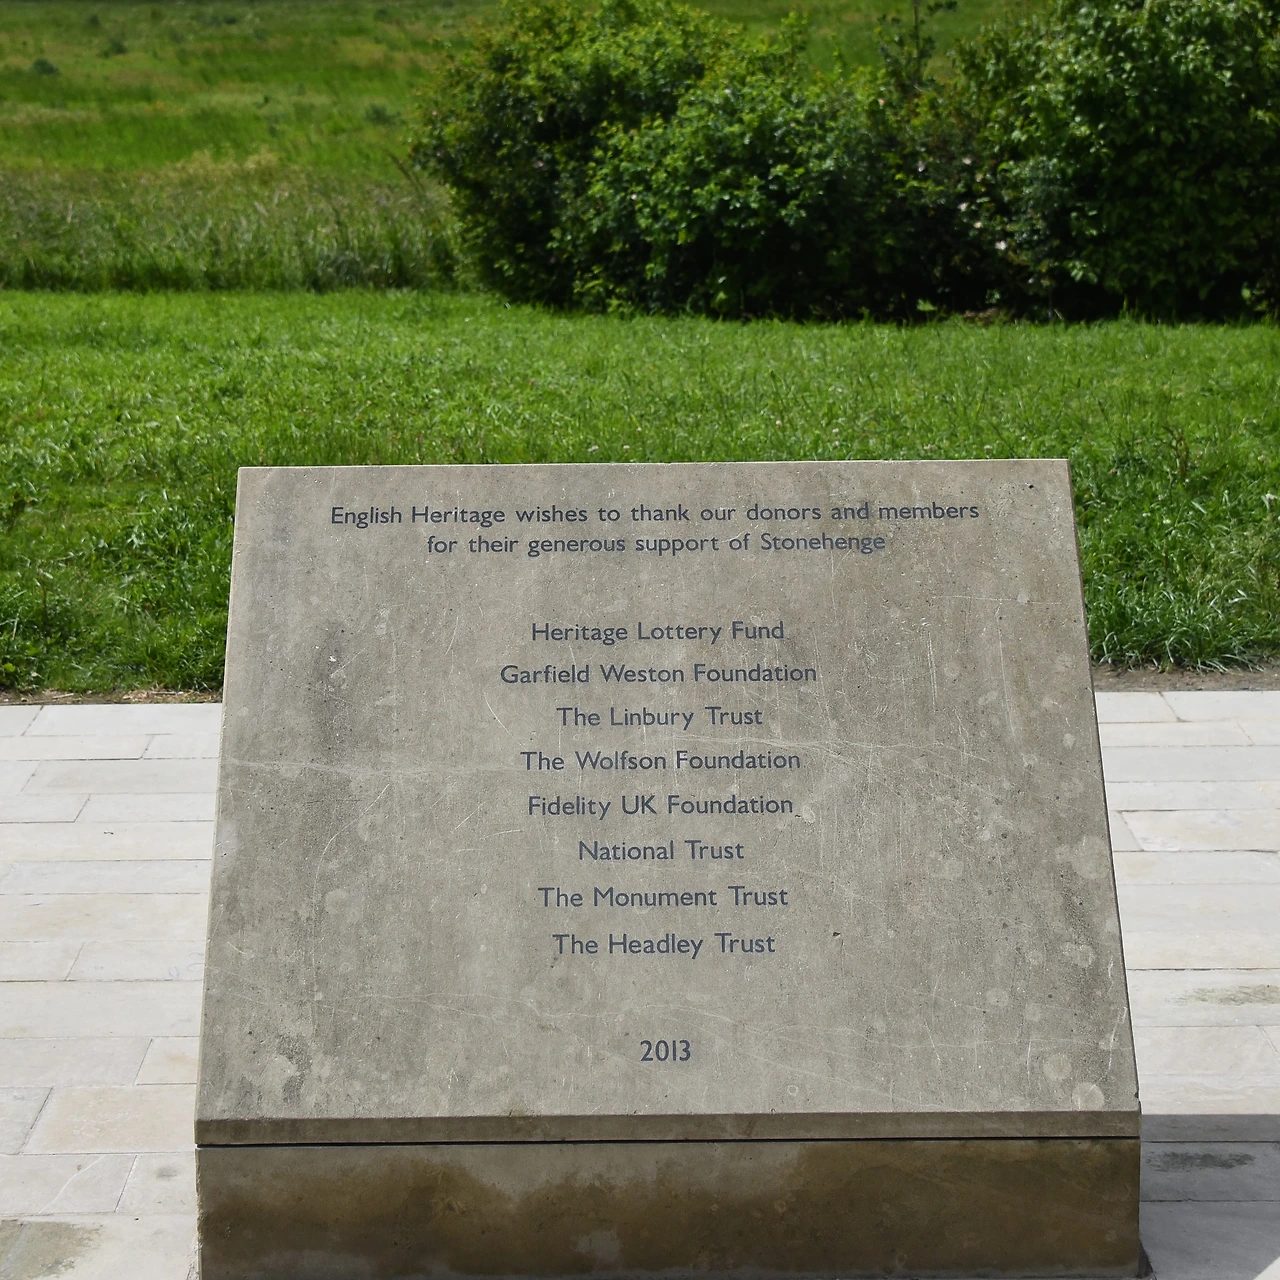 English Heritage wishes to thank our donors and members
for their generous support of Stonehenge
Heritage Lottery Fund
Garfield Weston Foundation
The Linbury Trust
The Wolfson Foundation
Fidelity UK Foundation
National Trust
The Monument Trust
The Headley Trust
2013